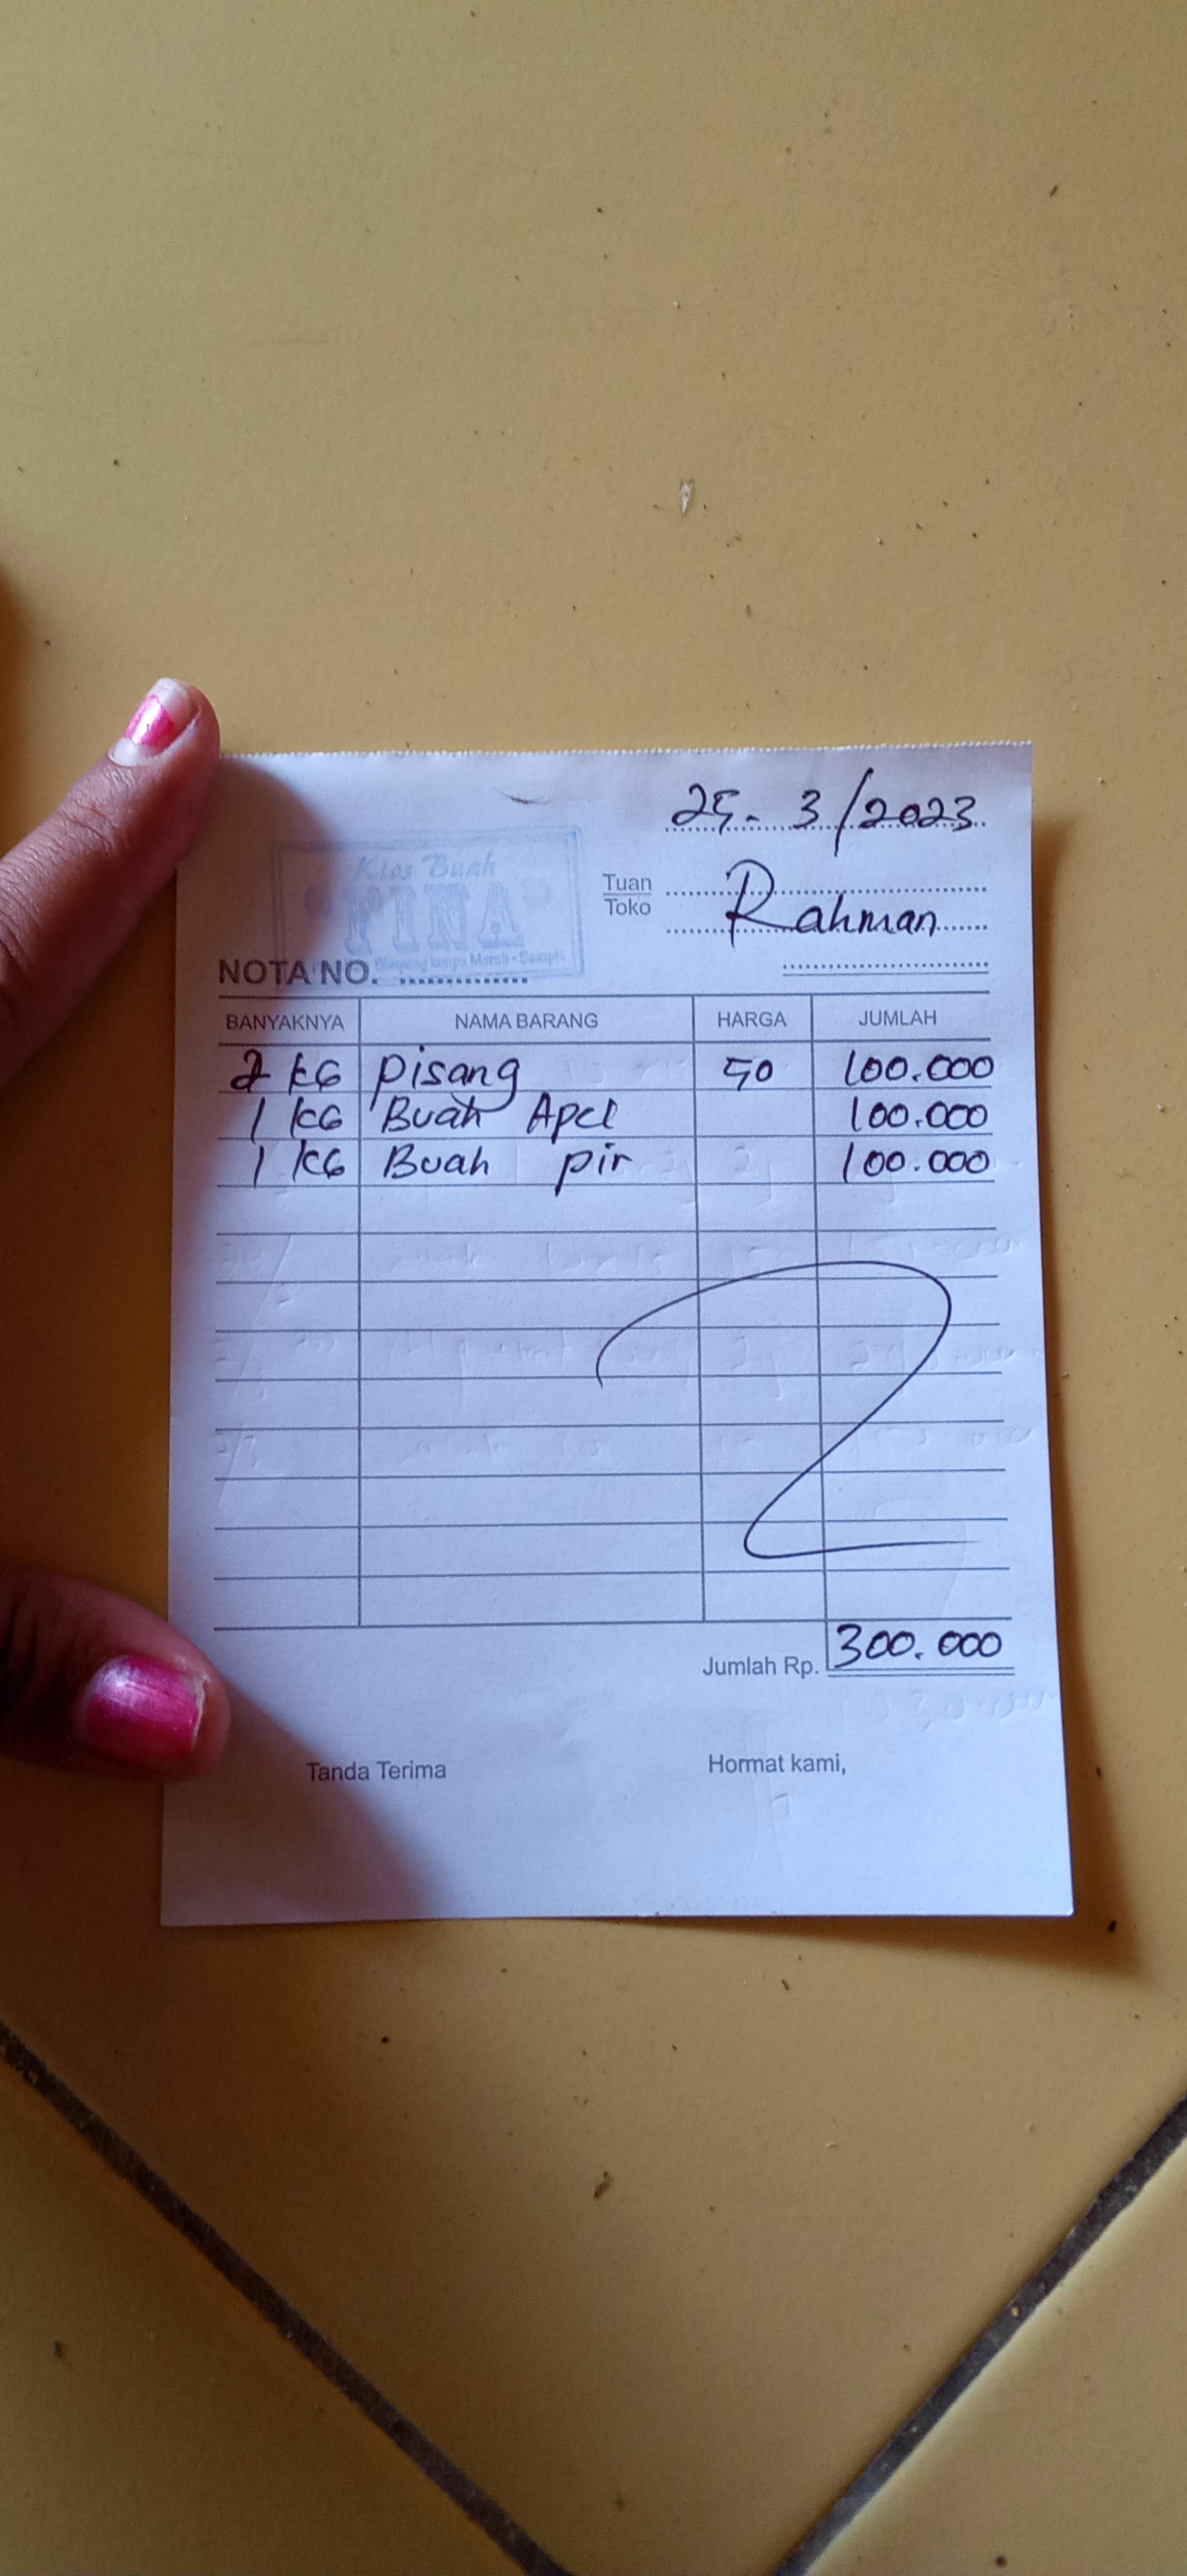 25 - 3/2023
Kios Buah
Tuan
Toko
Rahman
NOTA NO.
BANYAKNYA NAMA BARANG HARGA JUMLAH
2 KG Pisang 50 100.000
1 KG Buah Apel 100.000
1 KG Buah pir 100.000
Jumlah Rp. 300.000
Tanda Terima Hormat kami,